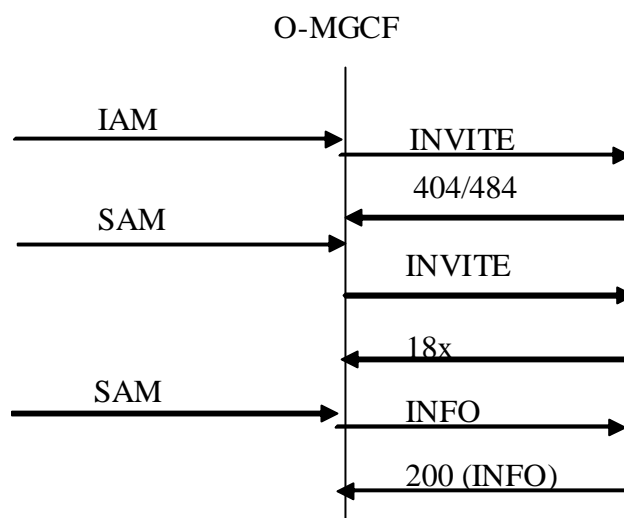 O-MGCF
IAM
INVITE
404/484
SAM
INVITE
18x
SAM
INFO
200 (INFO)